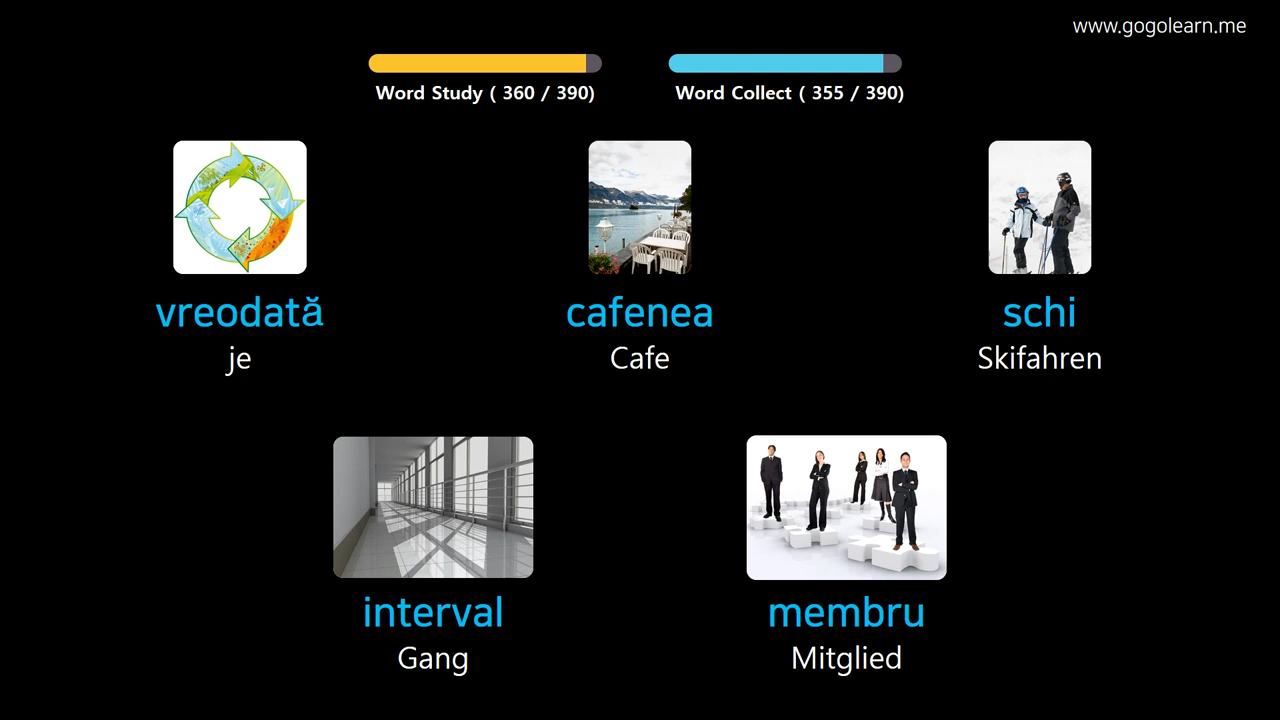 www.gogolearn.me
Word Study ( 360 / 390)
Word Collect ( 355 / 390)
vreodată
je
cafenea
Cafe
schi
Skifahren
interval
Gang
membru
Mitglied